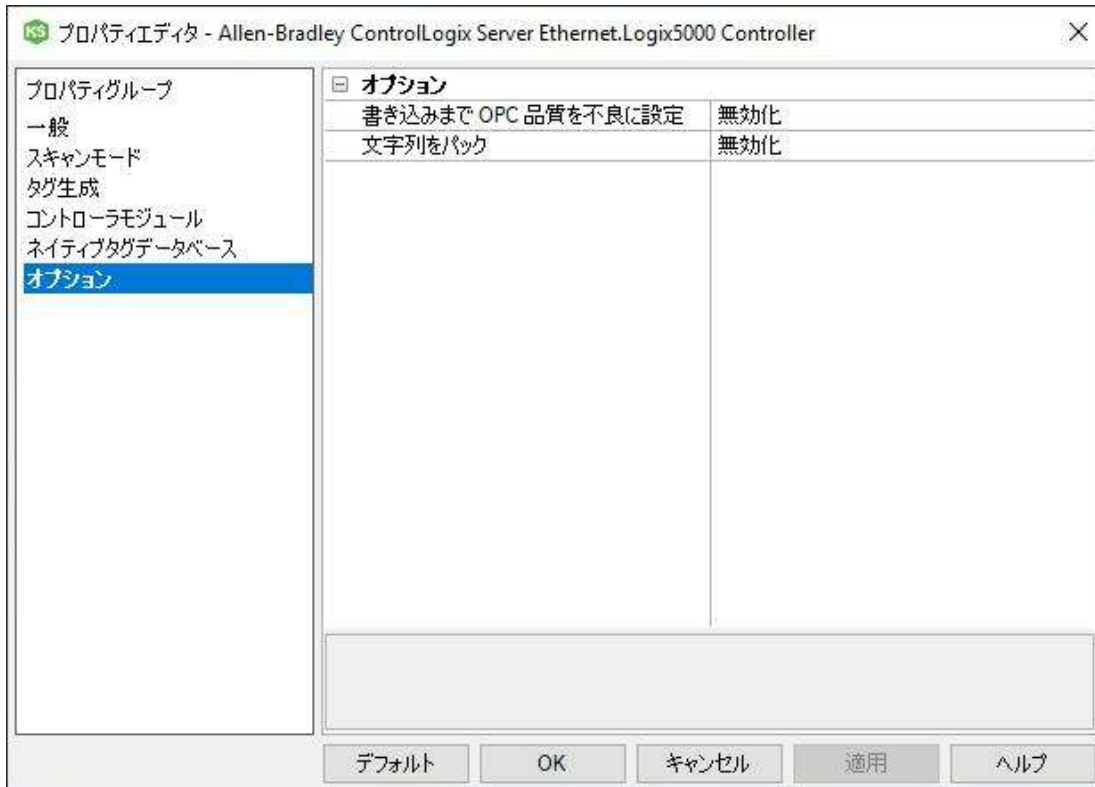 KS プロパティエディタ - Allen-Bradley ControlLogix Server Ethernet.Logix5000 Controller
プロパティグループ
一般
スキャンモード
タグ生成
コントローラモジュール
ネイティブタグデータベース
オプション
オプション
書き込みまで OPC 品質を不良に設定 無効化
文字列をパック 無効化
デフォルト OK キャンセル 適用 ヘルプ